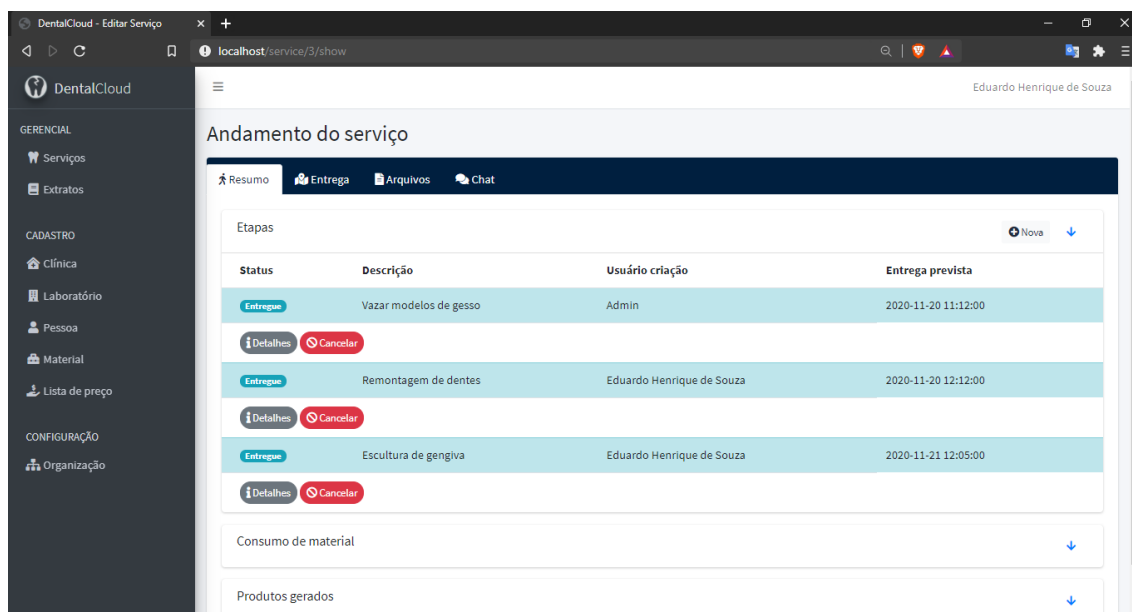 DentalCloud - Editar Serviço
localhost/service/3/show
DentalCloud
Eduardo Henrique de Souza
GERENCIAL
Serviços
Extratos
CADASTRO
Clínica
Laboratório
Pessoa
Material
Lista de preço
CONFIGURAÇÃO
Organização
Andamento do serviço
Resumo Entrega Arquivos Chat
Etapas Nova
Status Descrição Usuário criação Entrega prevista
Entregue Vazar modelos de gesso Admin 2020-11-20 11:12:00
Detalhes Cancelar
Entregue Remontagem de dentes Eduardo Henrique de Souza 2020-11-20 12:12:00
Detalhes Cancelar
Entregue Escultura de gengiva Eduardo Henrique de Souza 2020-11-21 12:05:00
Detalhes Cancelar
Consumo de material
Produtos gerados